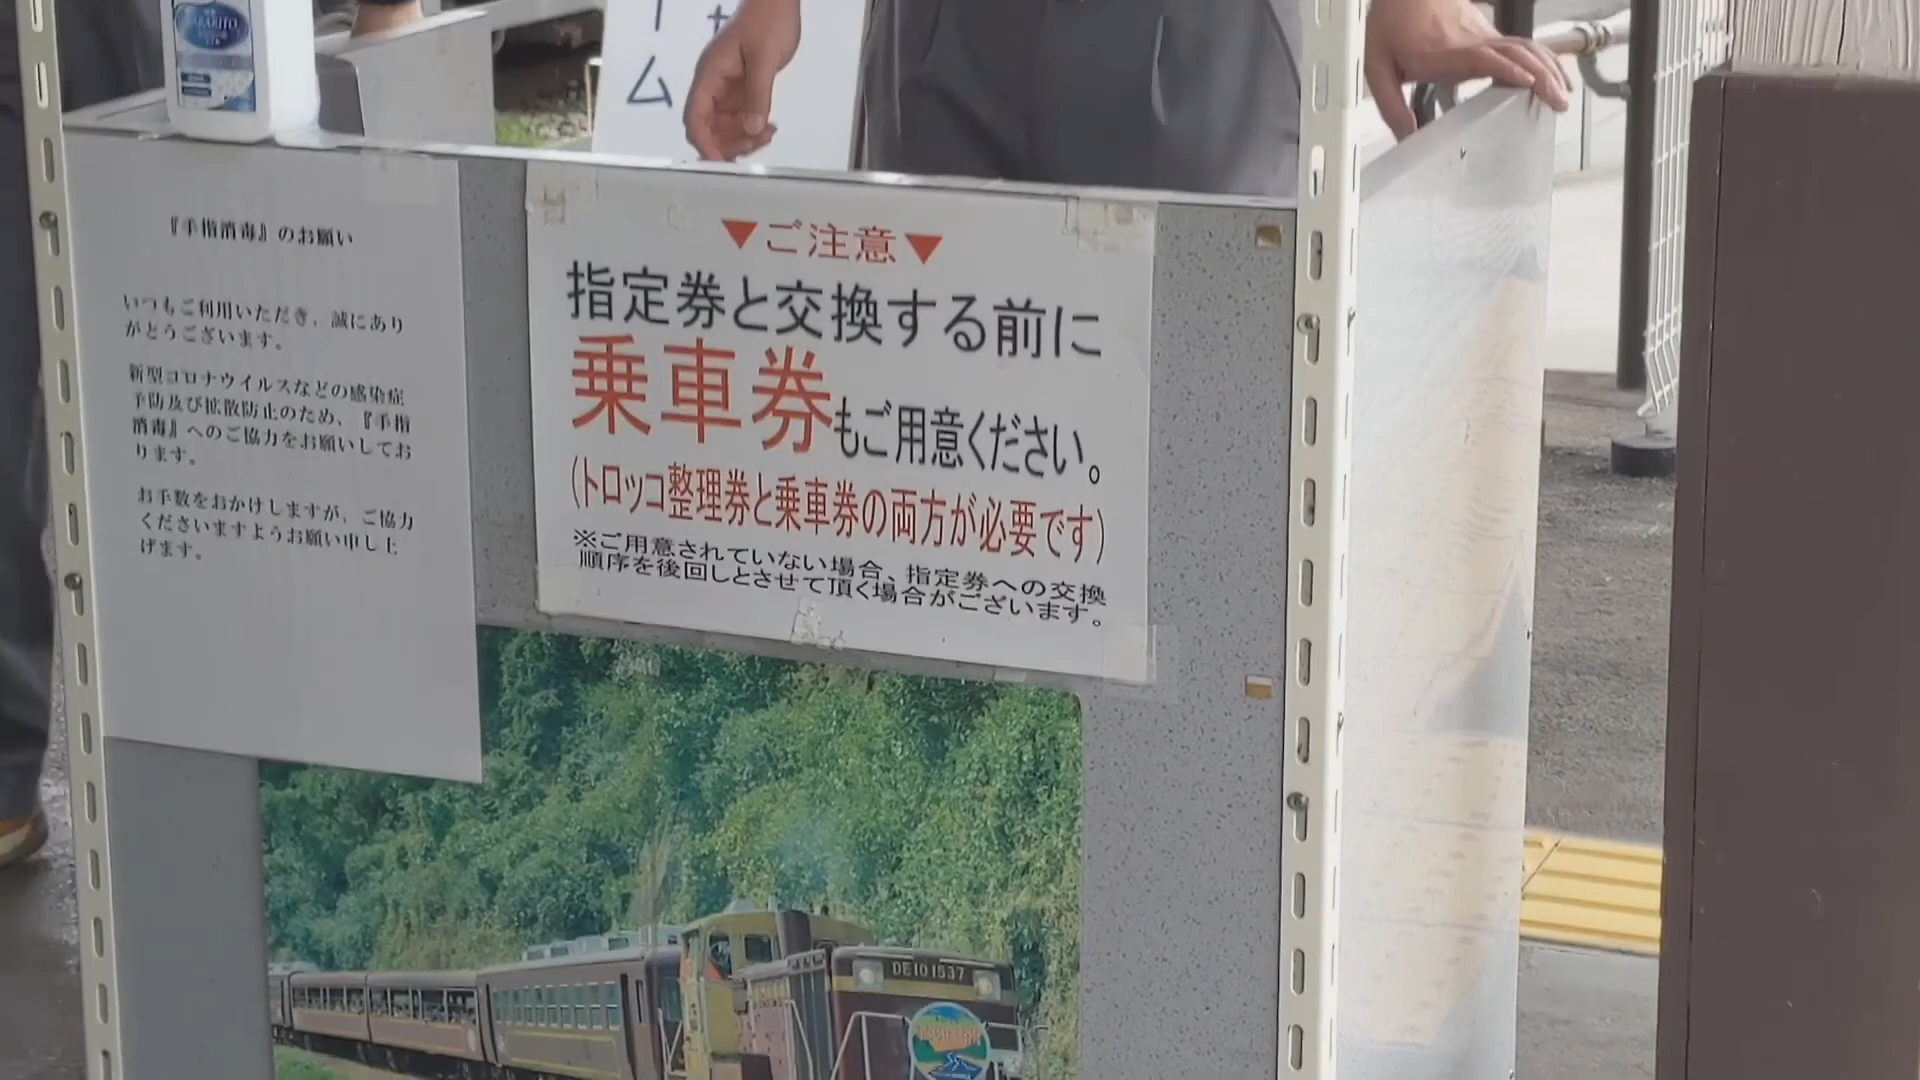 ム
『手指消毒』のお願い
いつもご利用いただき、誠にあり
がとうございます。
新型コロナウイルスなどの感染症
予防及び拡散防止のため、『手指
消毒』へのご協力をお願いしてお
ります。
お手数をおかけしますが、ご協力
くださいますようお願い申し上
げます。
▼ご注意▼
指定券と交換する前に
乗車券もご用意ください。
(トロッコ整理券と乗車券の両方が必要です)
※ご用意されていない場合、指定券への交換
順序を後回しとさせて頂く場合がございます。
DE10 1537